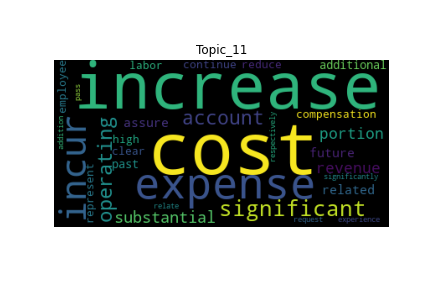 Topic_11
labor continue reduce additional
employee pass increase
compensation
account
assure
portion
incur operating high cost respectively
clear future
past revenue
addition represent expense significantly
related
significant
relate substantial
request experience